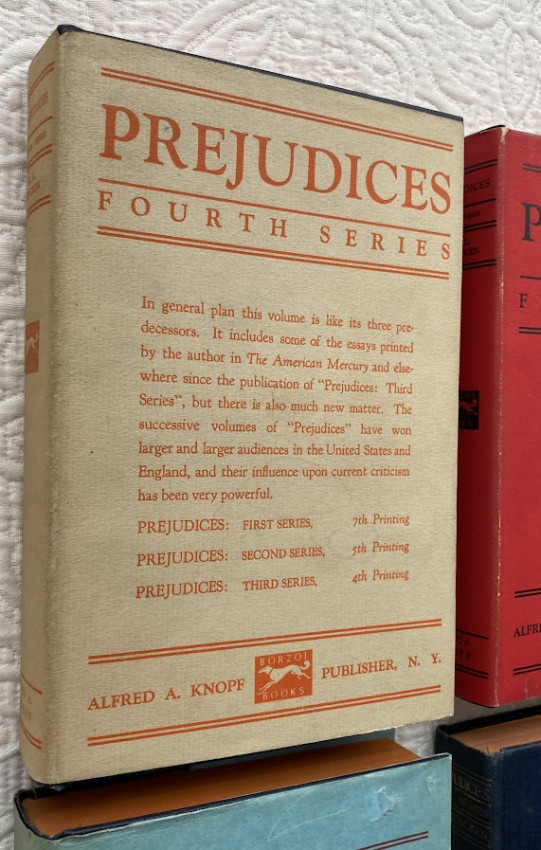 PREJUDICES
FOURTH SERIES
In general plan this volume is like its three pre-
decessors. It includes some of the essays printed
by the author in The American Mercury and else-
where since the publication of "Prejudices: Third
Series", but there is also much new matter. The
successive volumes of "Prejudices" have won
larger and larger audiences in the United States and
England, and their influence upon current criticism
has been very powerful.
PREJUDICES: FIRST SERIES, 7th Printing
PREJUDICES: SECOND SERIES, 5th Printing
PREJUDICES: THIRD SERIES, 4th Printing
ALFRED A. KNOPF BORZOI BOOKS PUBLISHER, N. Y.
PREJUDICES
P
F
ALFRE